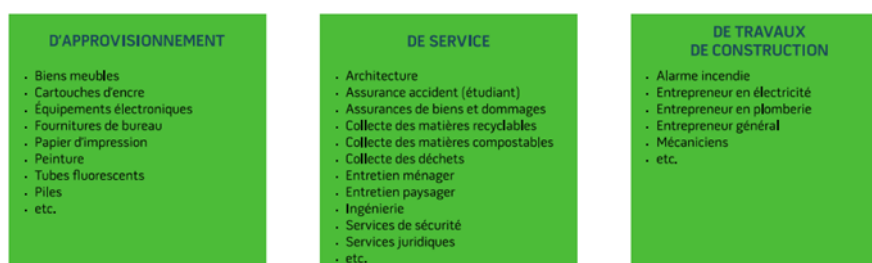 D'APPROVISIONNEMENT
• Biens meubles
• Cartouches d'encre
• Équipements électroniques
• Fournitures de bureau
• Papier d'impression
• Peinture
• Tubes fluorescents
• Piles
• etc.
DE SERVICE
• Architecture
• Assurance accident (étudiant)
• Assurances de biens et dommages
• Collecte des matières recyclables
• Collecte des matières compostables
• Collecte des déchets
• Entretien ménager
• Entretien paysager
• Ingénierie
• Services de sécurité
• Services juridiques
• etc.
DE TRAVAUX
DE CONSTRUCTION
• Alarme incendie
• Entrepreneur en électricité
• Entrepreneur en plomberie
• Entrepreneur général
• Mécaniciens
• etc.